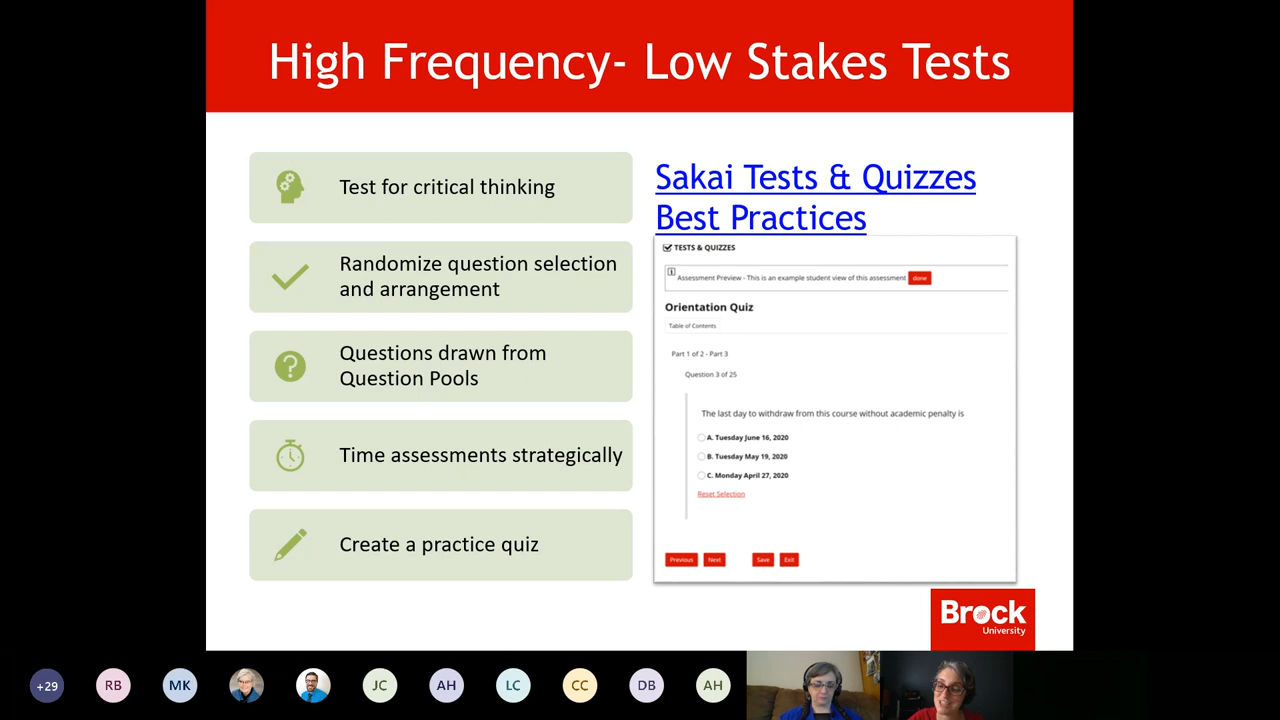 High Frequency- Low Stakes Tests
Test for critical thinking
Randomize question selection
and arrangement
Questions drawn from
Question Pools
Time assessments strategically
Create a practice quiz
Sakai Tests & Quizzes
Best Practices
TESTS & QUIZZES
Assessment Preview - This is an example student view of this assessment done
Orientation Quiz
Table of Contents
Part 1 of 2 - Part 3
Question 3 of 25
The last day to withdraw from this course without academic penalty is
A. Tuesday June 16, 2020
B. Tuesday May 19, 2020
C. Monday April 27, 2020
Reset Selection
Previous Next Save Exit
Brock
University
+29 RB MK JC AH LC CC DB AH